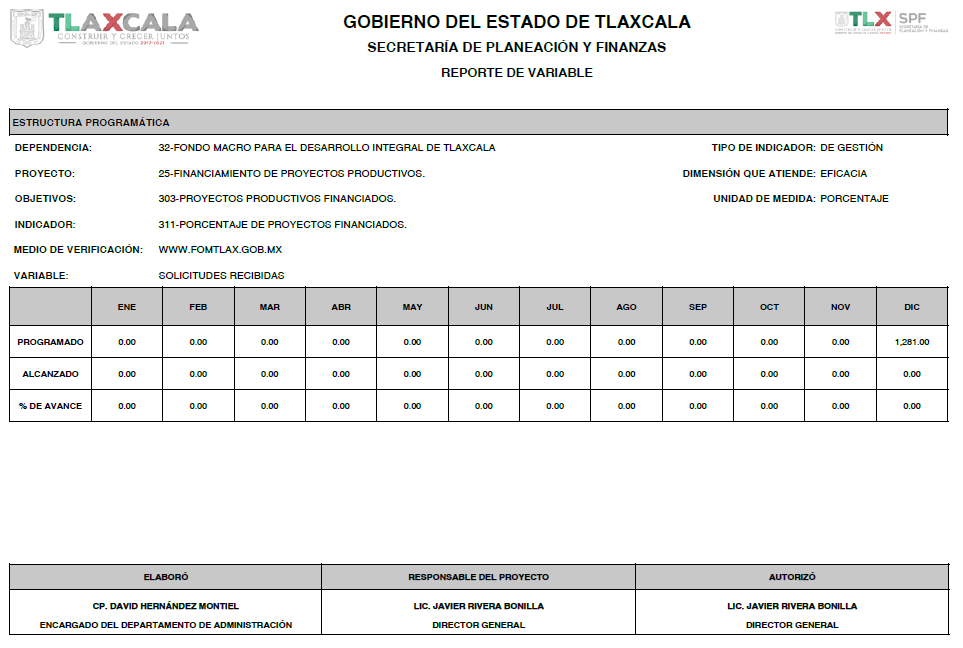 TLAXCALA
CONSTRUIR Y CRECER JUNTOS
GOBIERNO DEL ESTADO 2017-2021
GOBIERNO DEL ESTADO DE TLAXCALA
SECRETARÍA DE PLANEACIÓN Y FINANZAS
REPORTE DE VARIABLE
TLX SPF
SECRETARÍA DE
PLANEACIÓN Y FINANZAS
ESTRUCTURA PROGRAMÁTICA
DEPENDENCIA: 32-FONDO MACRO PARA EL DESARROLLO INTEGRAL DE TLAXCALA TIPO DE INDICADOR: DE GESTIÓN
PROYECTO: 25-FINANCIAMIENTO DE PROYECTOS PRODUCTIVOS. DIMENSIÓN QUE ATIENDE: EFICACIA
OBJETIVOS: 303-PROYECTOS PRODUCTIVOS FINANCIADOS. UNIDAD DE MEDIDA: PORCENTAJE
INDICADOR: 311-PORCENTAJE DE PROYECTOS FINANCIADOS.
MEDIO DE VERIFICACIÓN: WWW.FOMTLAX.GOB.MX
VARIABLE: SOLICITUDES RECIBIDAS
ENE FEB MAR ABR MAY JUN JUL AGO SEP OCT NOV DIC
PROGRAMADO 0.00 0.00 0.00 0.00 0.00 0.00 0.00 0.00 0.00 0.00 0.00 1,281.00
ALCANZADO 0.00 0.00 0.00 0.00 0.00 0.00 0.00 0.00 0.00 0.00 0.00 0.00
% DE AVANCE 0.00 0.00 0.00 0.00 0.00 0.00 0.00 0.00 0.00 0.00 0.00 0.00
ELABORÓ RESPONSABLE DEL PROYECTO AUTORIZÓ
CP. DAVID HERNÁNDEZ MONTIEL LIC. JAVIER RIVERA BONILLA LIC. JAVIER RIVERA BONILLA
ENCARGADO DEL DEPARTAMENTO DE ADMINISTRACIÓN DIRECTOR GENERAL DIRECTOR GENERAL